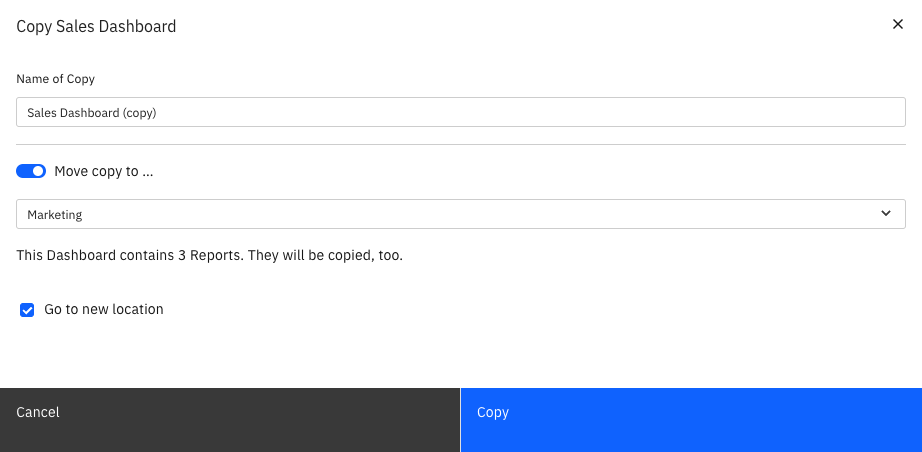 Copy Sales Dashboard
Name of Copy
Sales Dashboard (copy)
Move copy to ...
Marketing
This Dashboard contains 3 Reports. They will be copied, too.
Go to new location
Cancel
Copy